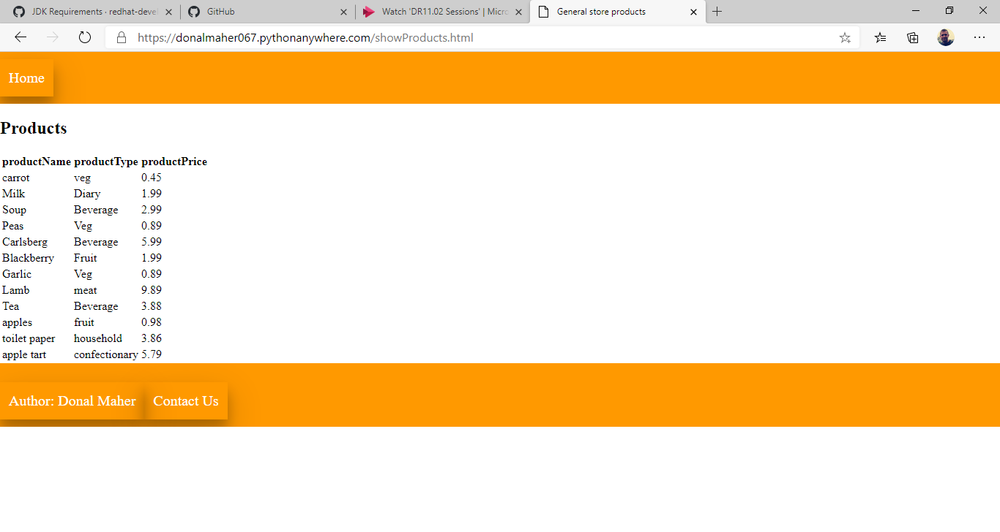 JDK Requirements · redhat-devel
GitHub
Watch 'DR11.02 Sessions' | Micro
General store products
https://donalmaher067.pythonanywhere.com/showProducts.html
Home
Products
productName productType productPrice
carrot veg 0.45
Milk Diary 1.99
Soup Beverage 2.99
Peas Veg 0.89
Carlsberg Beverage 5.99
Blackberry Fruit 1.99
Garlic Veg 0.89
Lamb meat 9.89
Tea Beverage 3.88
apples fruit 0.98
toilet paper household 3.86
apple tart confectionary 5.79
Author: Donal Maher Contact Us